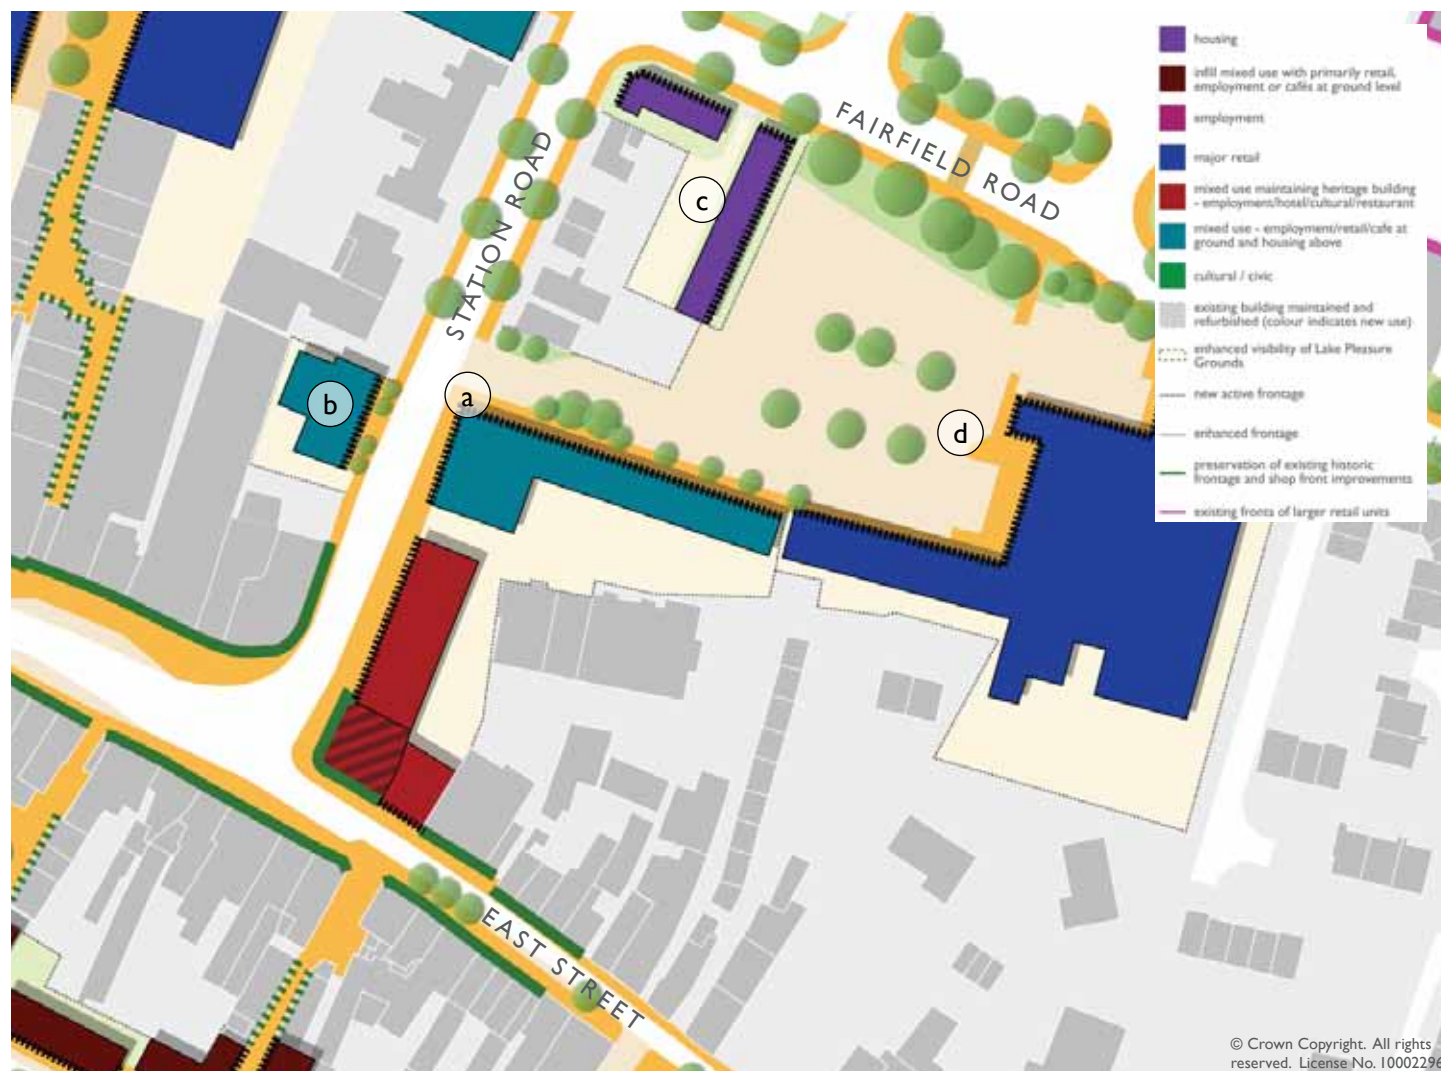 housing
infill mixed use with primarily retail,
employment or cafés at ground level
employment
major retail
mixed use maintaining heritage building
- employment/hotel/cultural/restaurant
mixed use - employment/retail/cafe at
ground and housing above
cultural / civic
existing building maintained and
refurbished (colour indicates new use)
enhanced visibility of Lake Pleasure
Grounds
new active frontage
enhanced frontage
preservation of existing historic
frontage and shop front improvements
existing fronts of larger retail units
FAIRFIELD ROAD
STATION ROAD
c
a
b
d
EAST STREET
© Crown Copyright. All rights
reserved. License No. 10002296